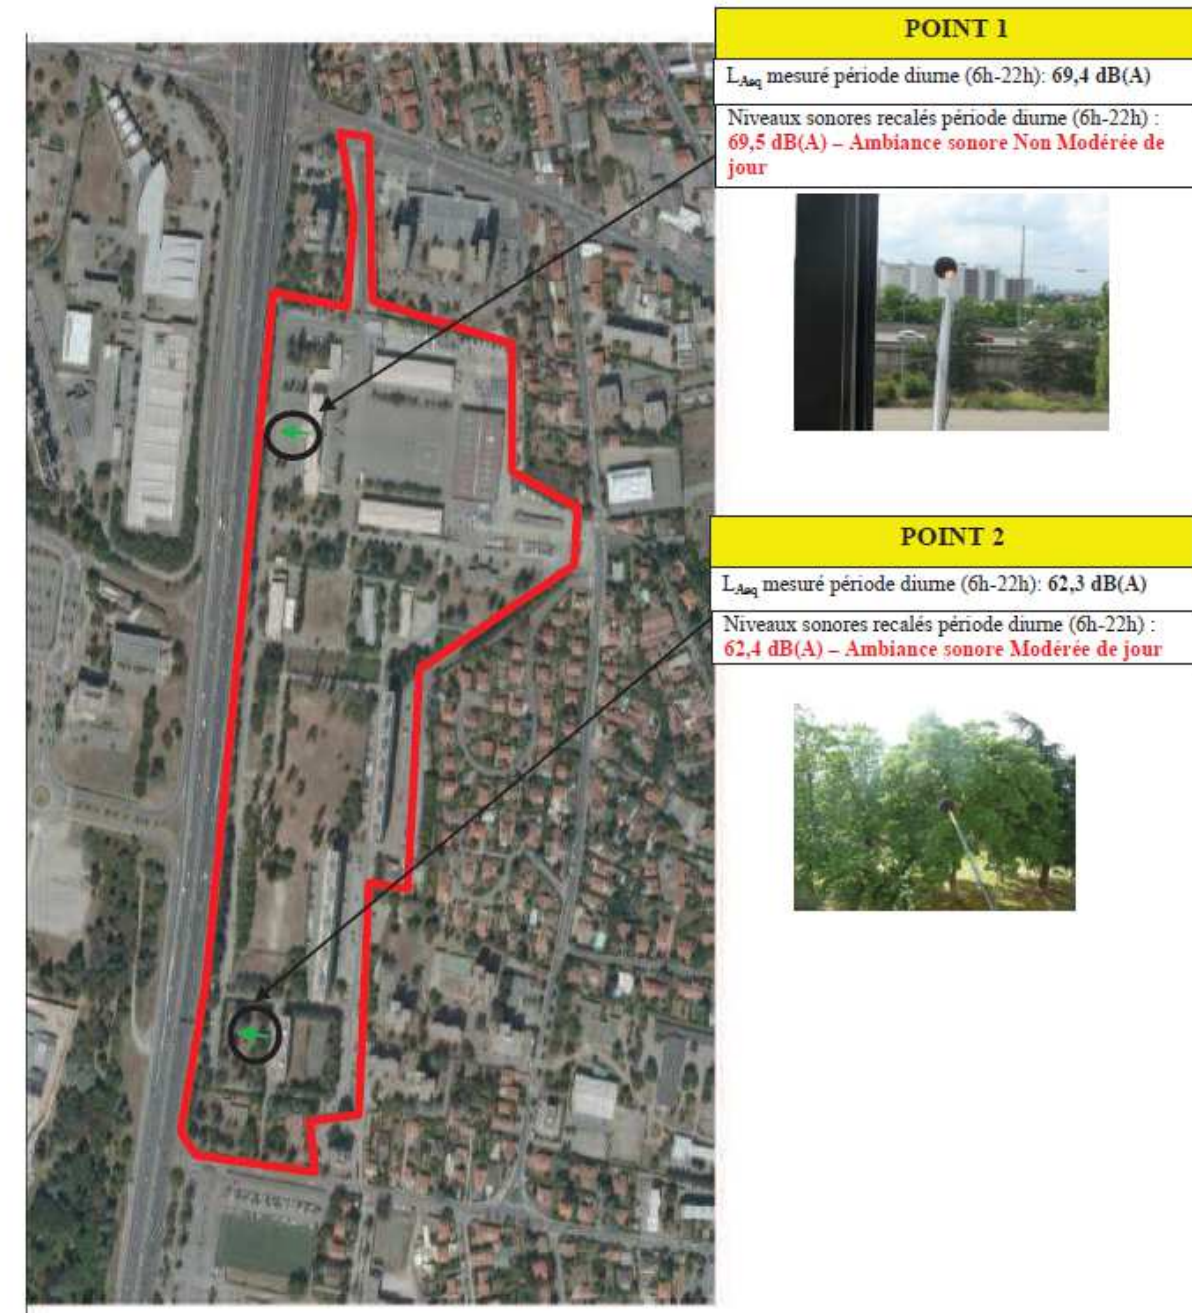 POINT 1
LAeq mesuré période diurne (6h-22h): 69,4 dB(A)
Niveaux sonores recalés période diurne (6h-22h) :
69,5 dB(A) – Ambiance sonore Non Modérée de
jour
POINT 2
LAeq mesuré période diurne (6h-22h): 62,3 dB(A)
Niveaux sonores recalés période diurne (6h-22h) :
62,4 dB(A) – Ambiance sonore Modérée de jour